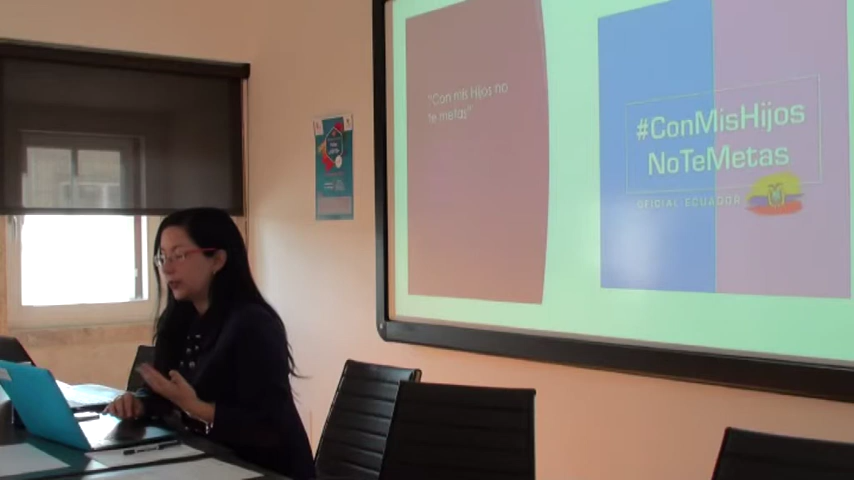 "Con mis Hijos no
te metas"
#ConMisHijos
NoTeMetas
OFICIAL ECUADOR